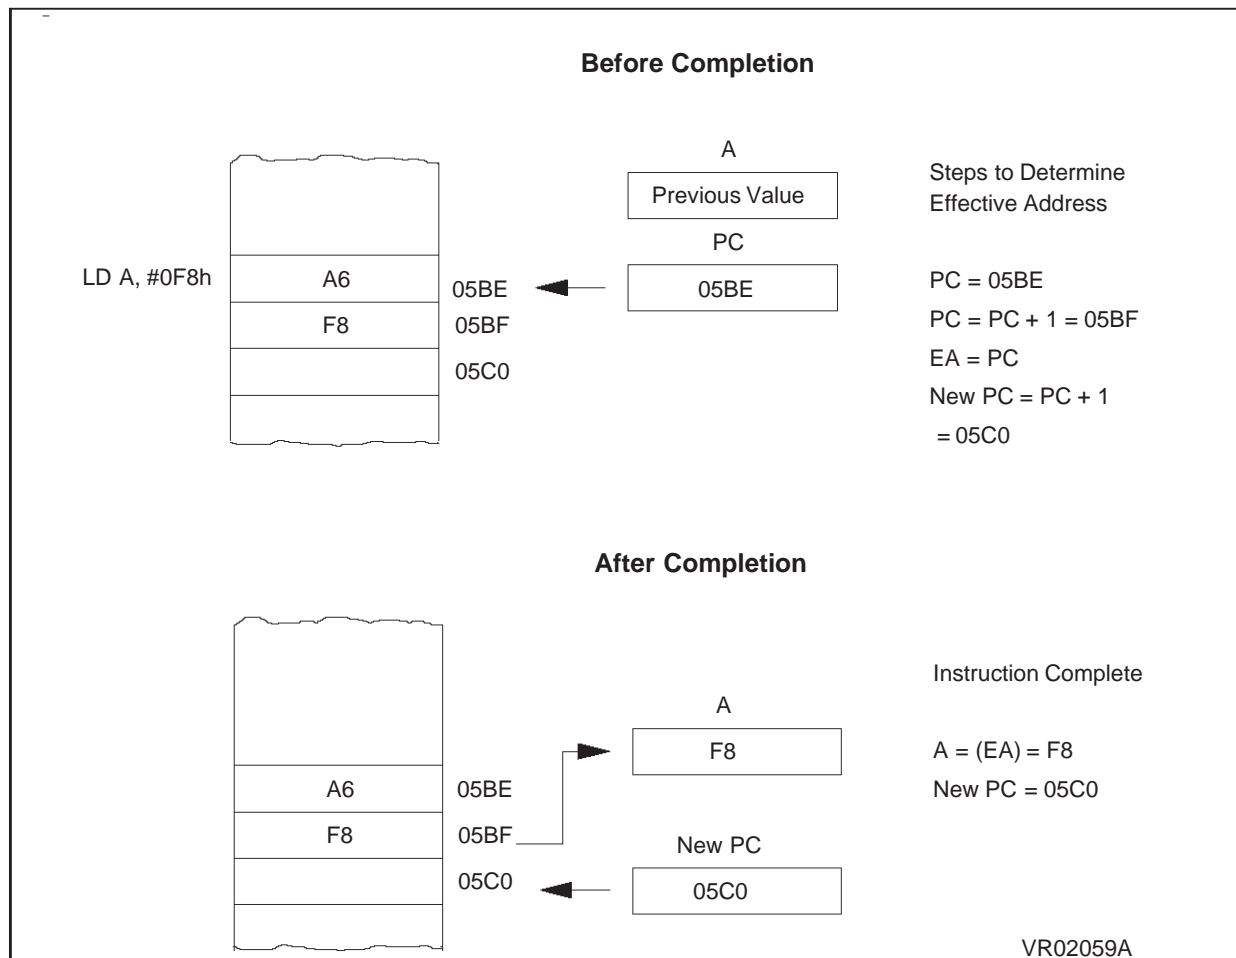 Before Completion
A
Previous Value
PC
05BE
Steps to Determine
Effective Address
LD A, #0F8h
A6
05BE
F8
05BF
05C0
PC = 05BE
PC = PC + 1 = 05BF
EA = PC
New PC = PC + 1
= 05C0
After Completion
A
F8
Instruction Complete
A = (EA) = F8
New PC = 05C0
A6
05BE
F8
05BF
05C0
New PC
05C0
VR02059A